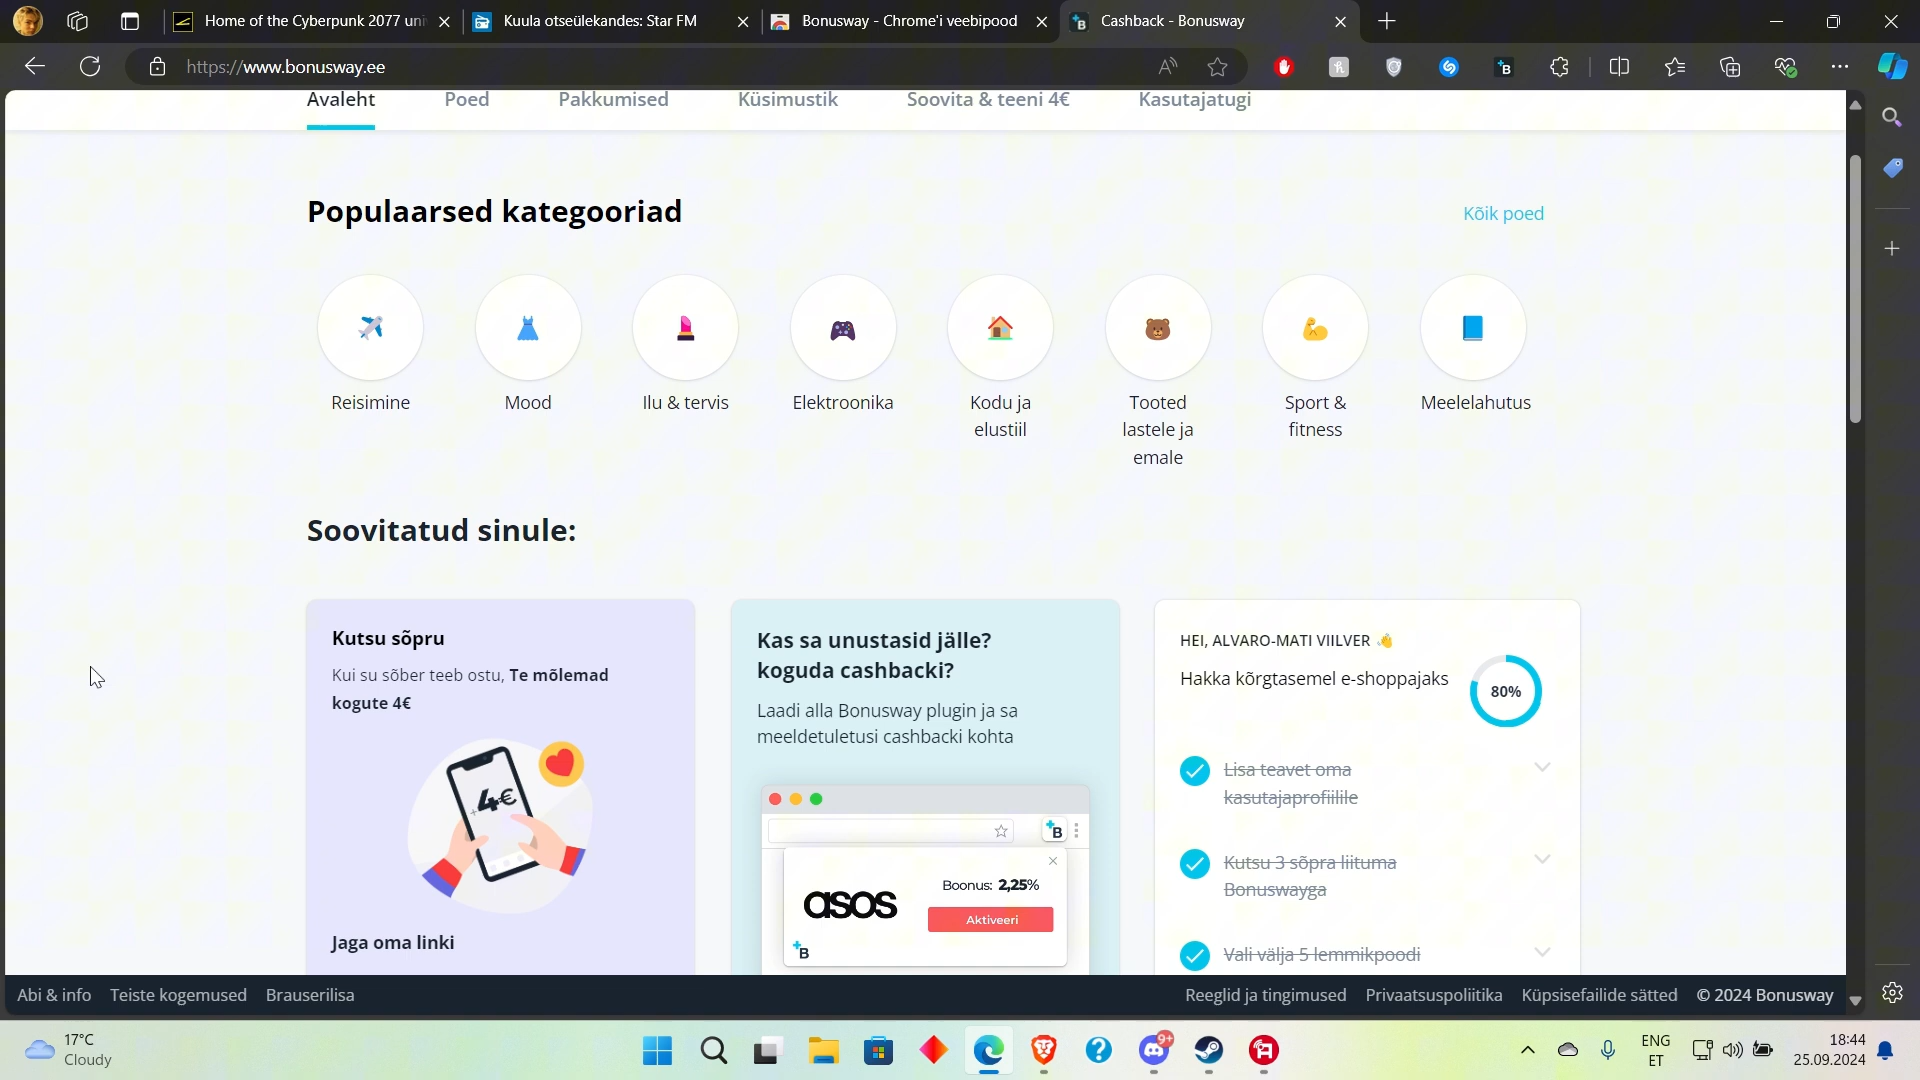 Home of the Cyberpunk 2077 uni
Kuula otseülekandes: Star FM
Bonusway - Chrome'i veebipood
Cashback - Bonusway
https://www.bonusway.ee
Avaleht
Poed
Pakkumised
Küsimustik
Soovita & teeni 4€
Kasutajatugi
Populaarsed kategooriad
Kõik poed
Reisimine
Mood
Ilu & tervis
Elektroonika
Kodu ja
elustiil
Tooted
lastele ja
emale
Sport &
fitness
Meelelahutus
Soovitatud sinule:
Kutsu sõpru
Kui su sõber teeb ostu, Te mõlemad
kogute 4€
+4€
Jaga oma linki
Kas sa unustasid jälle?
koguda cashbacki?
Laadi alla Bonusway plugin ja sa
meeldetuletusi cashbacki kohta
B
asos
Boonus: 2,25%
Aktiveeri
B
HEI, ALVARO-MATI VIILVER 👋
Hakka kõrgtasemel e-shoppajaks
80%
Lisa teavet oma
kasutajaprofiilile
Kutsu 3 sõpra liituma
Bonuswayga
Vali välja 5 lemmikpoodi
Abi & info
Teiste kogemused
Brauserilisa
Reeglid ja tingimused
Privaatsuspoliitika
Küpsisefailide sätted
© 2024 Bonusway
17°C
Cloudy
9+
ENG
ET
18:44
25.09.2024